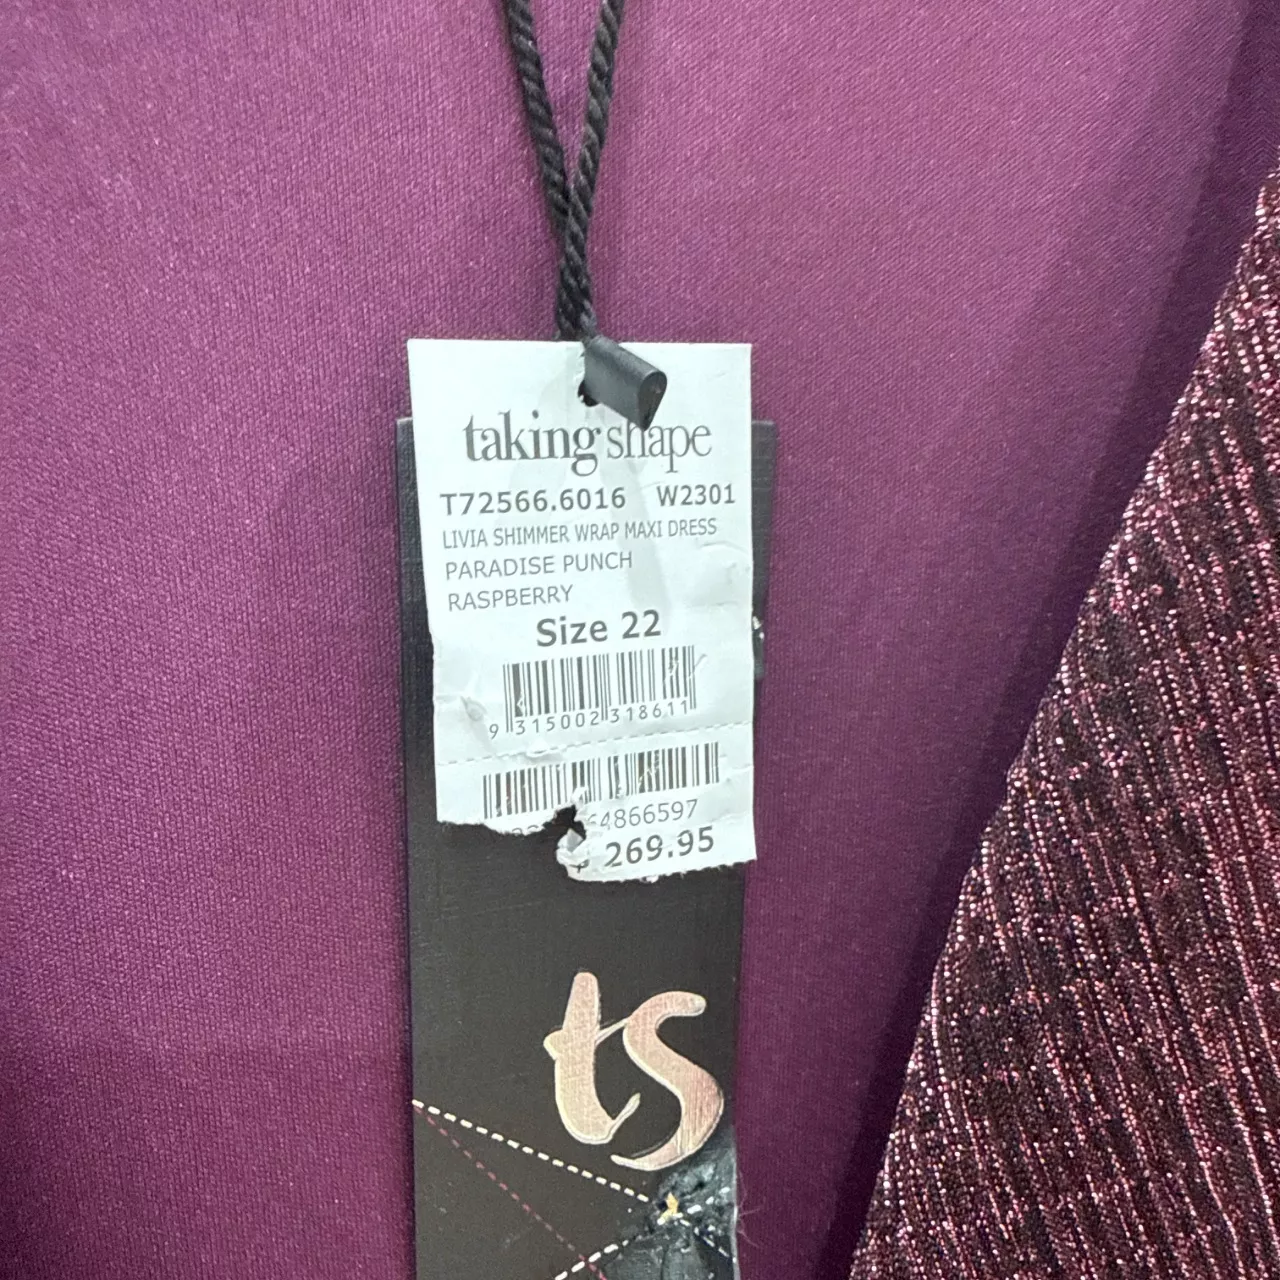 taking shape
T72566.6016 W2301
LIVIA SHIMMER WRAP MAXI DRESS
PARADISE PUNCH
RASPBERRY
Size 22
9 315002 318611
64866597
$ 269.95
ts